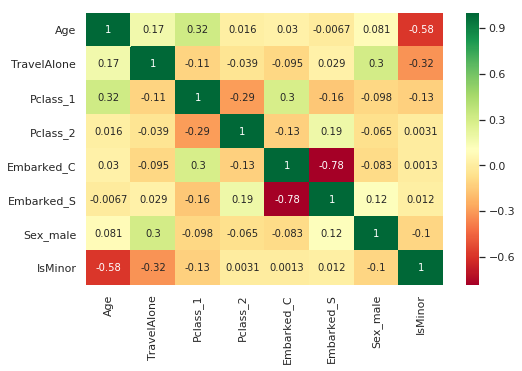 Age 1 0.17 0.32 0.016 0.03 -0.0067 0.081 -0.58
TravelAlone 0.17 1 -0.11 -0.039 -0.095 0.029 0.3 -0.32
Pclass_1 0.32 -0.11 1 -0.29 0.3 -0.16 -0.098 -0.13
Pclass_2 0.016 -0.039 -0.29 1 -0.13 0.19 -0.065 0.0031
Embarked_C 0.03 -0.095 0.3 -0.13 1 -0.78 -0.083 0.0013
Embarked_S -0.0067 0.029 -0.16 0.19 -0.78 1 0.12 0.012
Sex_male 0.081 0.3 -0.098 -0.065 -0.083 0.12 1 -0.1
IsMinor -0.58 -0.32 -0.13 0.0031 0.0013 0.012 -0.1 1
Age
TravelAlone
Pclass_1
Pclass_2
Embarked_C
Embarked_S
Sex_male
IsMinor
0.9
0.6
0.3
0.0
−0.3
−0.6